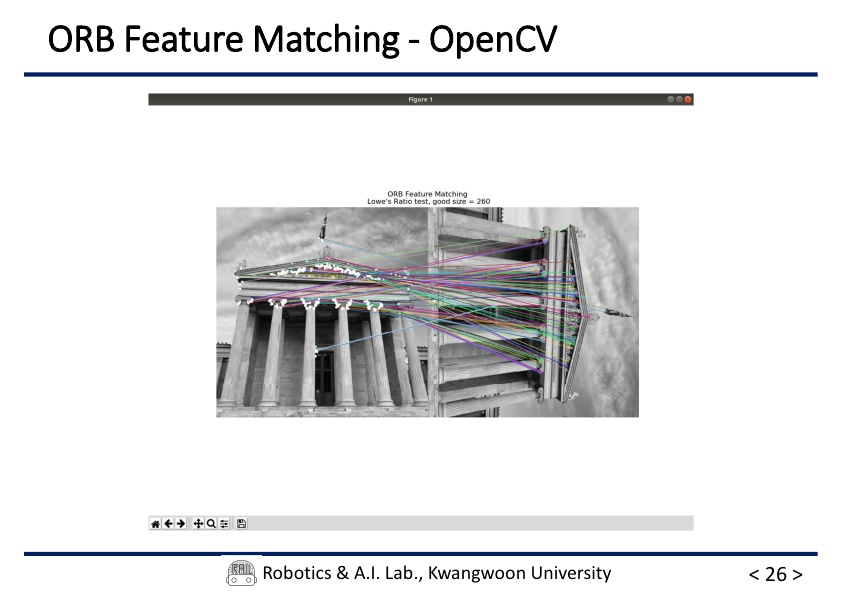 ORB Feature Matching - OpenCV
Figure 1
ORB Feature Matching
Lowe's Ratio test, good size = 260
RAIL
Robotics & A.I. Lab., Kwangwoon University
< 26 >